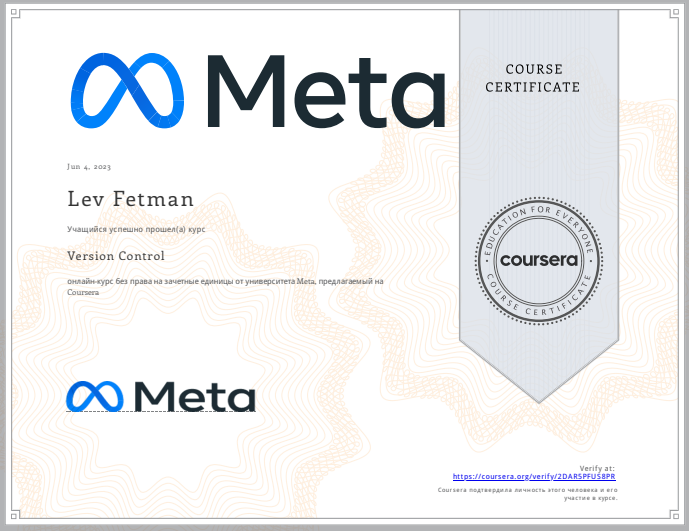 Meta
COURSE
CERTIFICATE
Jun 4, 2023
Lev Fetman
Учащийся успешно прошел(а) курс
Version Control
онлайн-курс без права на зачетные единицы от университета Meta, предлагаемый на
Coursera
EDUCATION FOR EVERYONE
coursera
COURSE CERTIFICATE
Meta
Verify at:
https://coursera.org/verify/2DAR5PFUS8PR
Coursera подтвердила личность этого человека и его
участие в курсе.